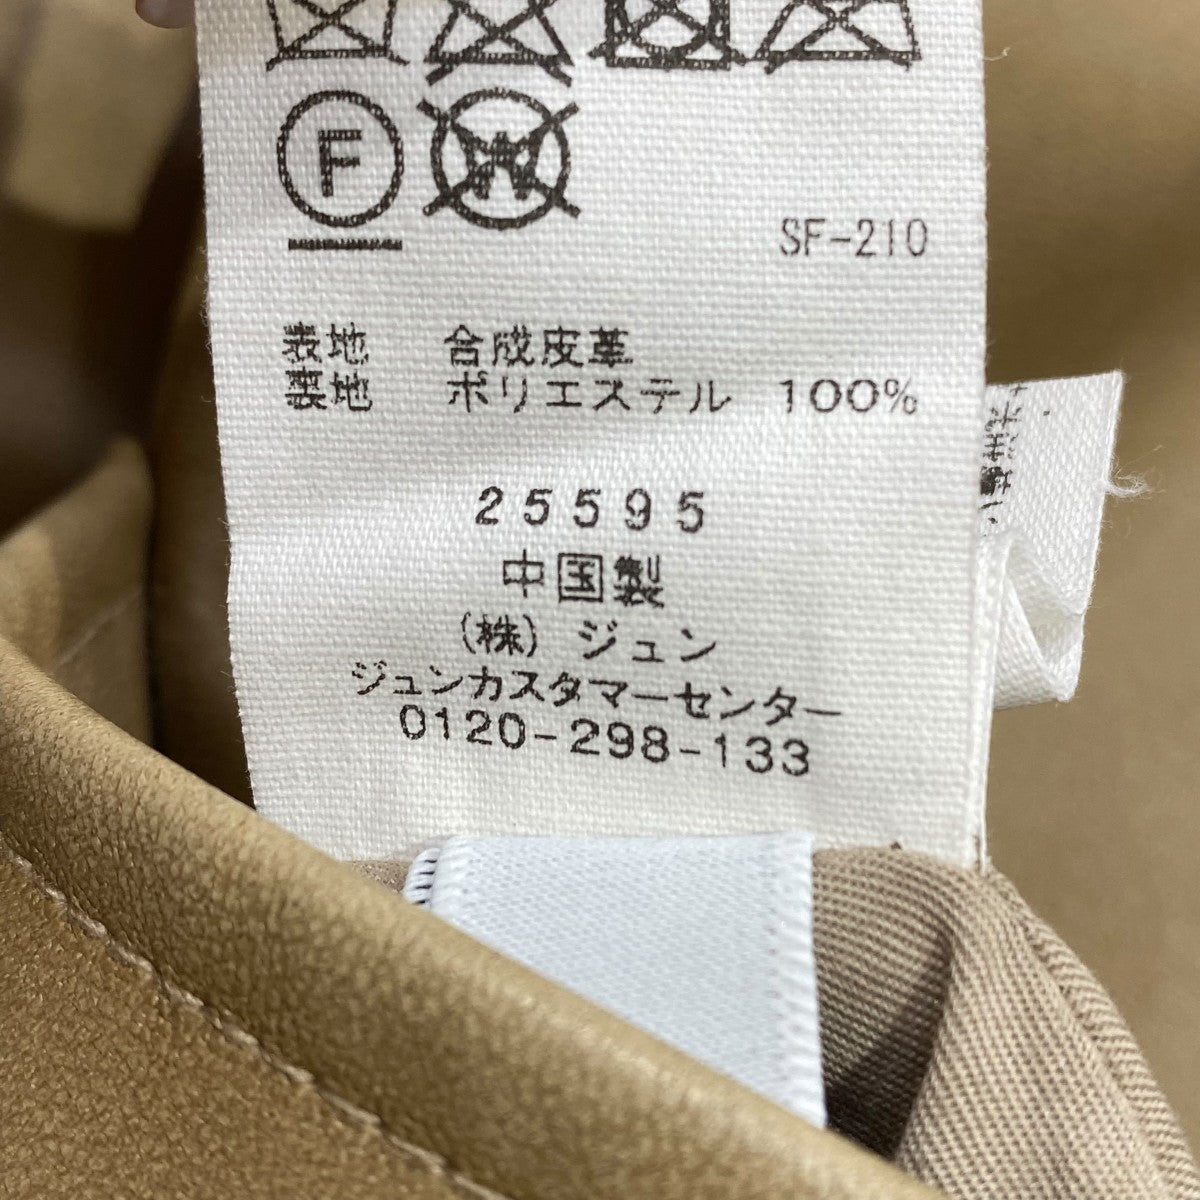 F
W
SF-210
表地 合成皮革
裏地 ポリエステル 100%
25595
中国製
(株) ジュン
ジュンカスタマーセンター
0120-298-133